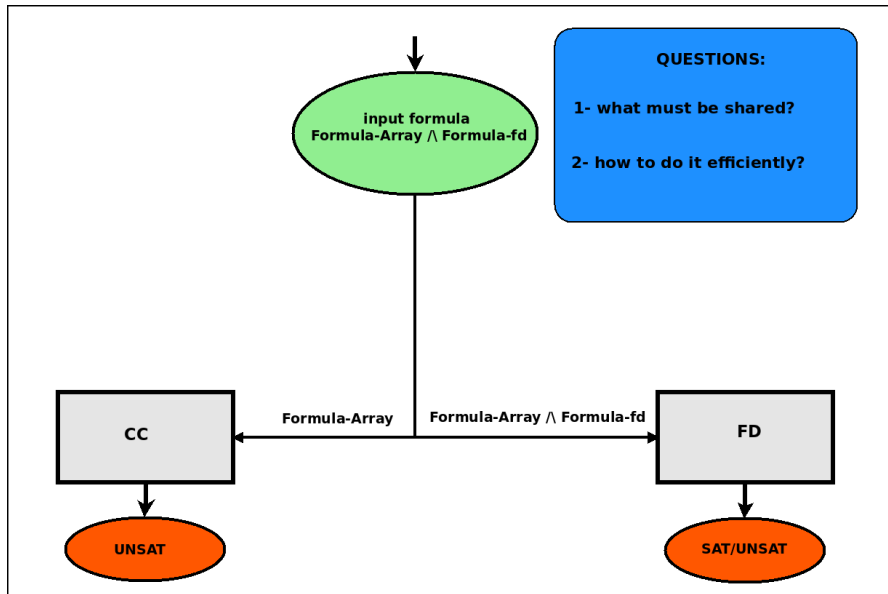 QUESTIONS:
1- what must be shared?
2- how to do it efficiently?
input formula
Formula-Array /\ Formula-fd
Formula-Array
Formula-Array /\ Formula-fd
CC
FD
UNSAT
SAT/UNSAT